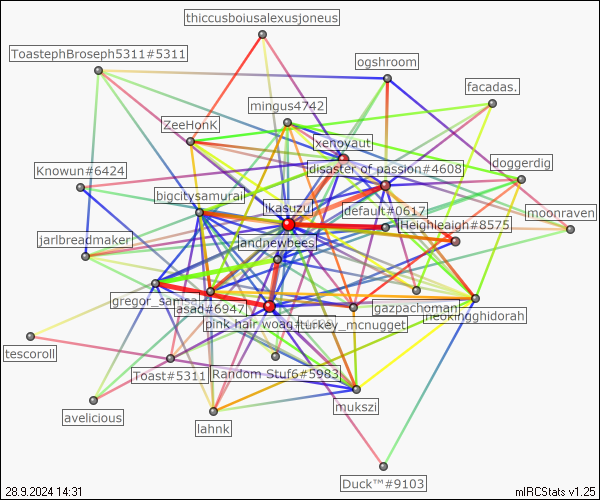 thiccusboiusalexusjoneus
ToastephBroseph5311#5311
ogshroom
facadas.
mingus4742
ZeeHonK
xenoyaut
doggerdig
Knowun#6424
disaster of passion#4608
bigcitysamurai
ikasuzu
default#0617
moonraven
Heighleaigh#8575
jarlbreadmaker
andnewbees
gregor_samsa
asad#6947
gazpachoman
neokingghidorah
pink hair woag
turkey_mcnugget
tescoroll
Toast#5311
Random Stuf6#5983
mukszi
avelicious
lahnk
Duck™#9103
28.9.2024 14:31
mIRCStats v1.25